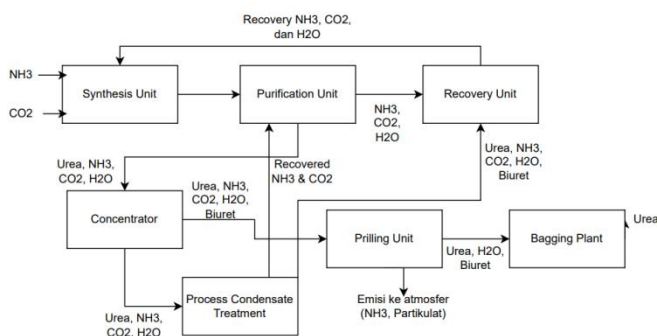 Recovery NH3, CO2,
dan H2O
NH3
CO2
Synthesis Unit
Purification Unit
NH3,
CO2,
H2O
Recovery Unit
Urea, NH3,
CO2, H2O
Recovered
NH3 & CO2
Urea, NH3,
CO2, H2O,
Biuret
Urea, NH3,
CO2, H2O,
Biuret
Concentrator
Prilling Unit
Urea, H2O,
Biuret
Bagging Plant
Urea
Urea, NH3,
CO2, H2O
Process Condensate
Treatment
Emisi ke atmosfer
(NH3, Partikulat)